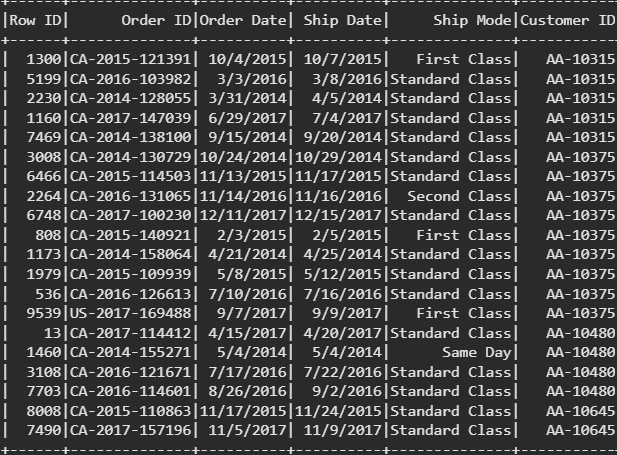 |Row ID|      Order ID|Order Date| Ship Date|     Ship Mode|Customer ID
|  1300|CA-2015-121391| 10/4/2015| 10/7/2015|   First Class|   AA-10315
|  5199|CA-2016-103982|  3/3/2016|  3/8/2016|Standard Class|   AA-10315
|  2230|CA-2014-128055| 3/31/2014|  4/5/2014|Standard Class|   AA-10315
|  1160|CA-2017-147039| 6/29/2017|  7/4/2017|Standard Class|   AA-10315
|  7469|CA-2014-138100| 9/15/2014| 9/20/2014|Standard Class|   AA-10315
|  3008|CA-2014-130729|10/24/2014|10/29/2014|Standard Class|   AA-10375
|  6466|CA-2015-114503|11/13/2015|11/17/2015|Standard Class|   AA-10375
|  2264|CA-2016-131065|11/14/2016|11/16/2016|  Second Class|   AA-10375
|  6748|CA-2017-100230|12/11/2017|12/15/2017|Standard Class|   AA-10375
|   808|CA-2015-140921|  2/3/2015|  2/5/2015|   First Class|   AA-10375
|  1173|CA-2014-158064| 4/21/2014| 4/25/2014|Standard Class|   AA-10375
|  1979|CA-2015-109939|  5/8/2015| 5/12/2015|Standard Class|   AA-10375
|   536|CA-2016-126613| 7/10/2016| 7/16/2016|Standard Class|   AA-10375
|  9539|US-2017-169488|  9/7/2017|  9/9/2017|   First Class|   AA-10375
|    13|CA-2017-114412| 4/15/2017| 4/20/2017|Standard Class|   AA-10480
|  1460|CA-2014-155271|  5/4/2014|  5/4/2014|      Same Day|   AA-10480
|  3108|CA-2016-121671| 7/17/2016| 7/22/2016|Standard Class|   AA-10480
|  7703|CA-2016-114601| 8/26/2016|  9/2/2016|Standard Class|   AA-10480
|  8008|CA-2015-110863|11/17/2015|11/24/2015|Standard Class|   AA-10645
|  7490|CA-2017-157196| 11/5/2017| 11/9/2017|Standard Class|   AA-10645